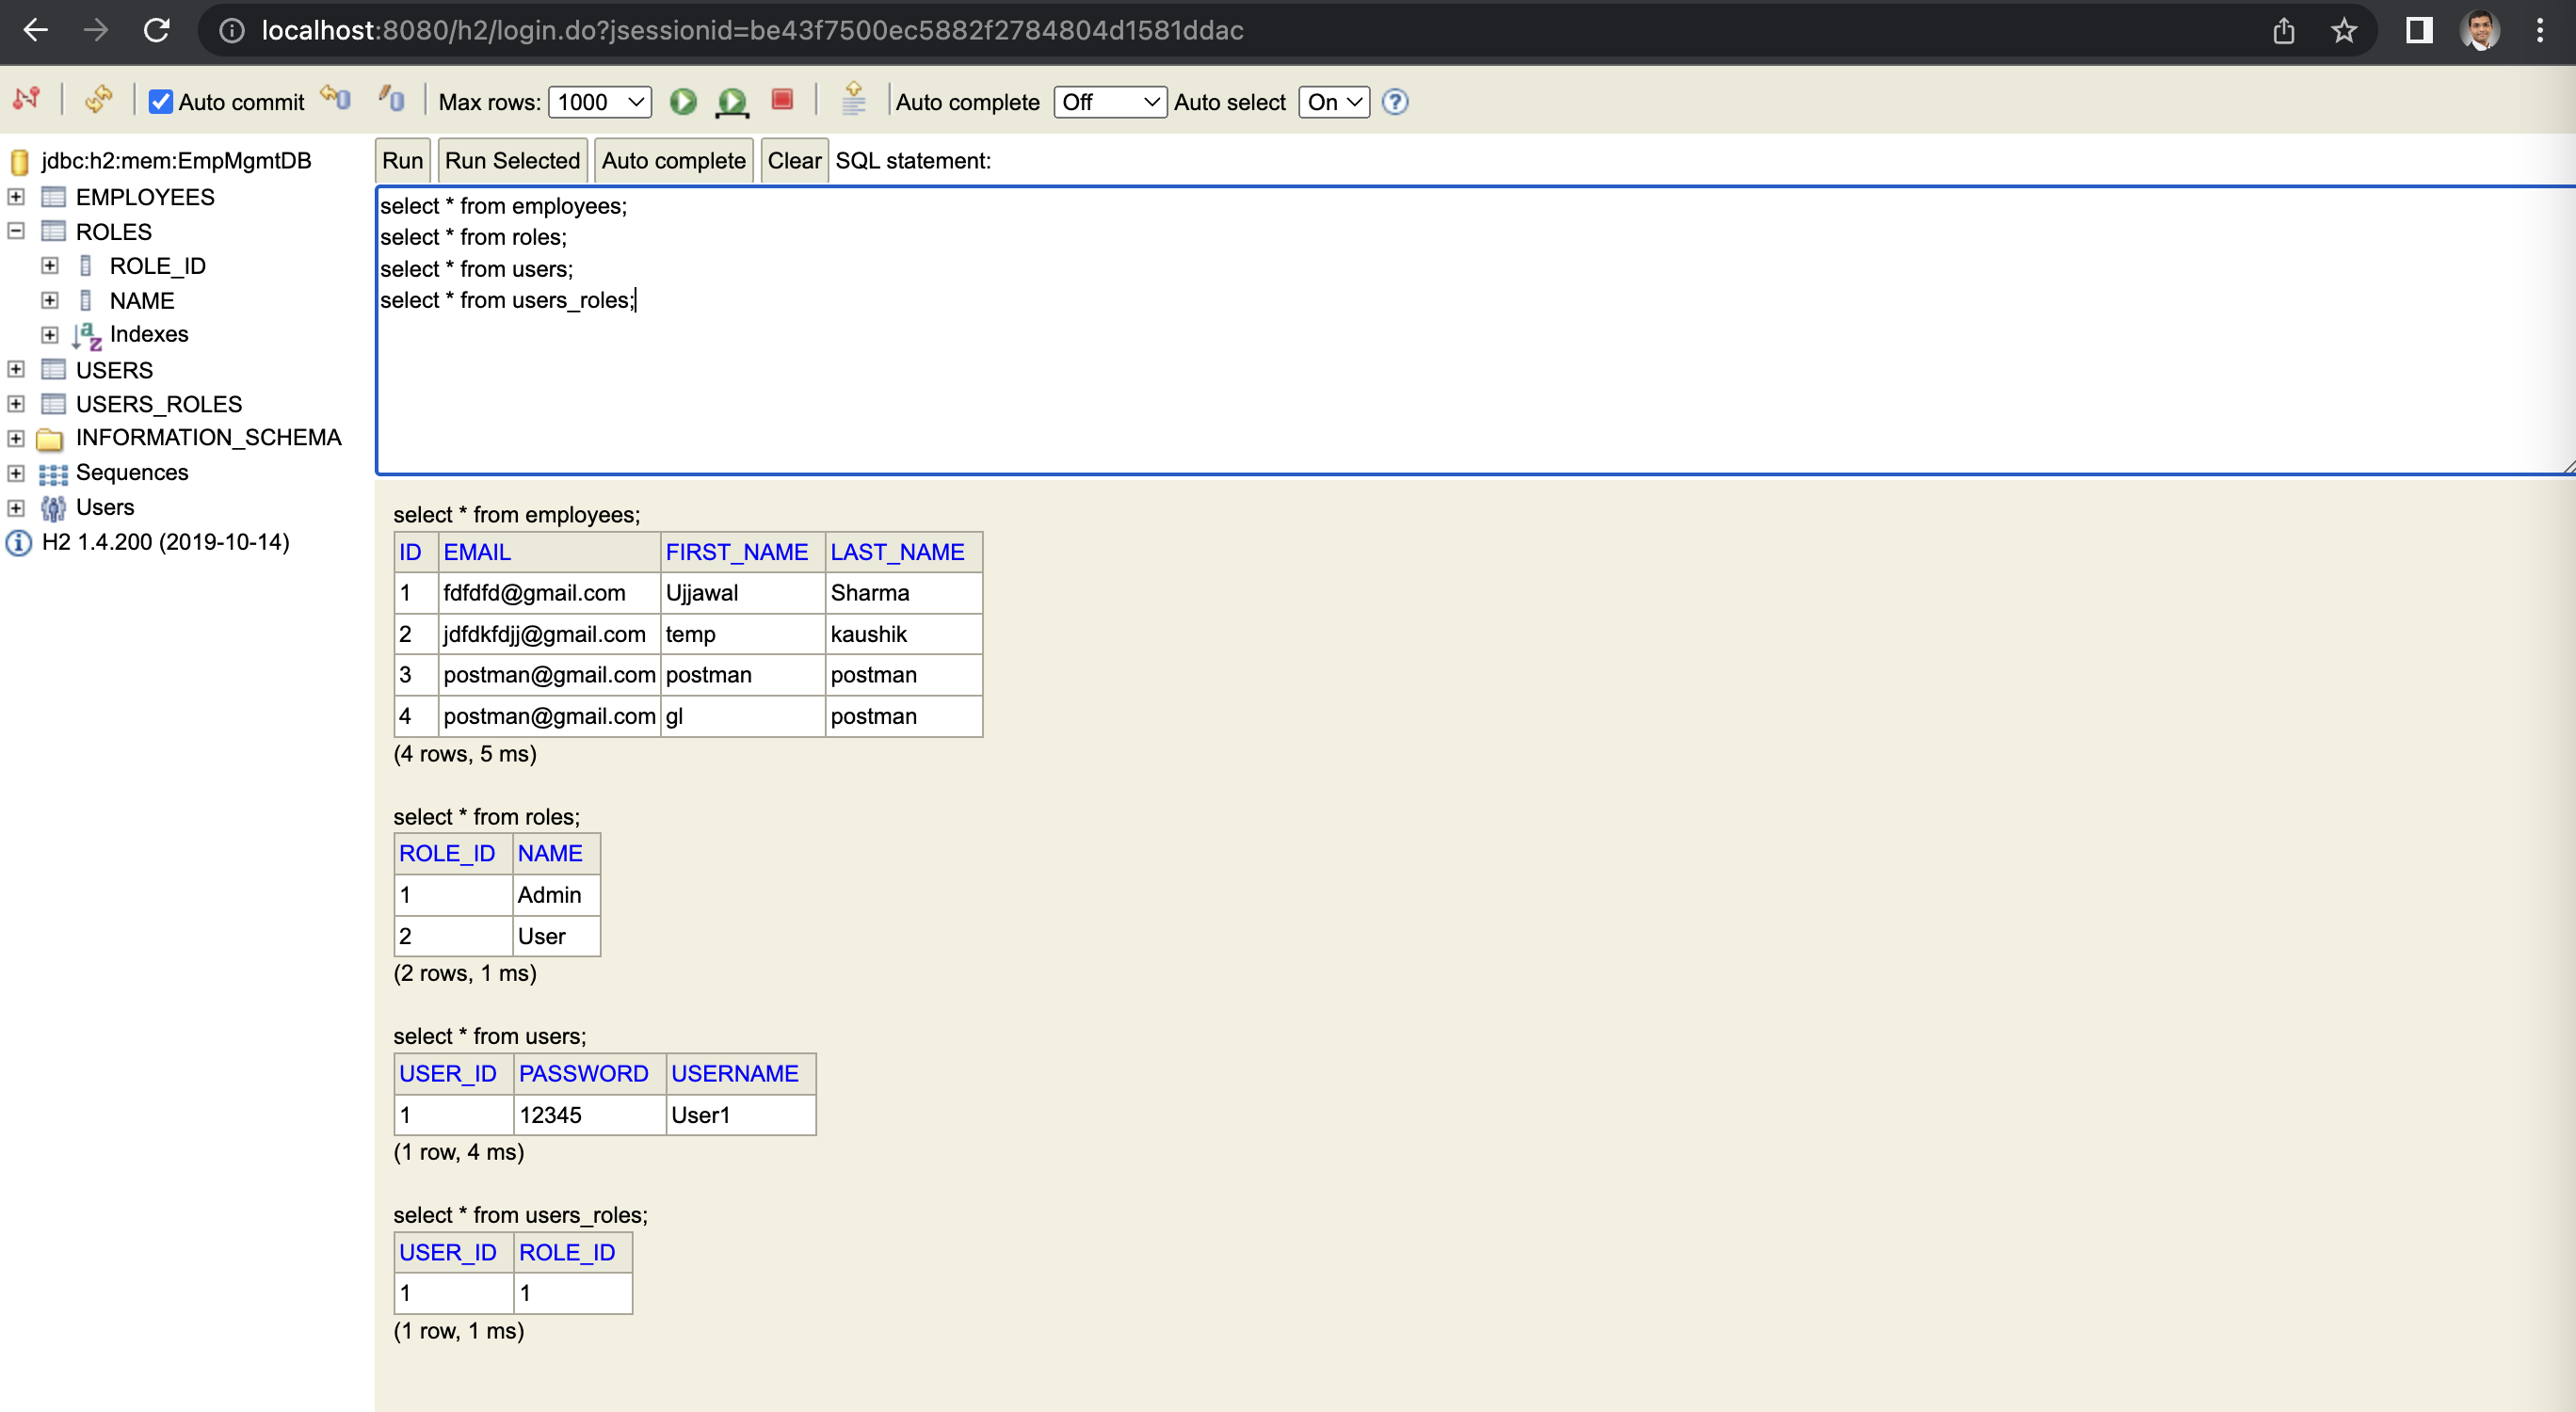 localhost:8080/h2/login.do?jsessionid=be43f7500ec5882f2784804d1581ddac
Auto commit Max rows: 1000 Auto complete Off Auto select On ?
jdbc:h2:mem:EmpMgmtDB
EMPLOYEES
ROLES
ROLE_ID
NAME
Indexes
USERS
USERS_ROLES
INFORMATION_SCHEMA
Sequences
Users
H2 1.4.200 (2019-10-14)
Run Run Selected Auto complete Clear SQL statement:
select * from employees;
select * from roles;
select * from users;
select * from users_roles;
select * from employees;
ID EMAIL FIRST_NAME LAST_NAME
1 fdfdfd@gmail.com Ujjawal Sharma
2 jdfdkfdjj@gmail.com temp kaushik
3 postman@gmail.com postman postman
4 postman@gmail.com gl postman
(4 rows, 5 ms)
select * from roles;
ROLE_ID NAME
1 Admin
2 User
(2 rows, 1 ms)
select * from users;
USER_ID PASSWORD USERNAME
1 12345 User1
(1 row, 4 ms)
select * from users_roles;
USER_ID ROLE_ID
1 1
(1 row, 1 ms)